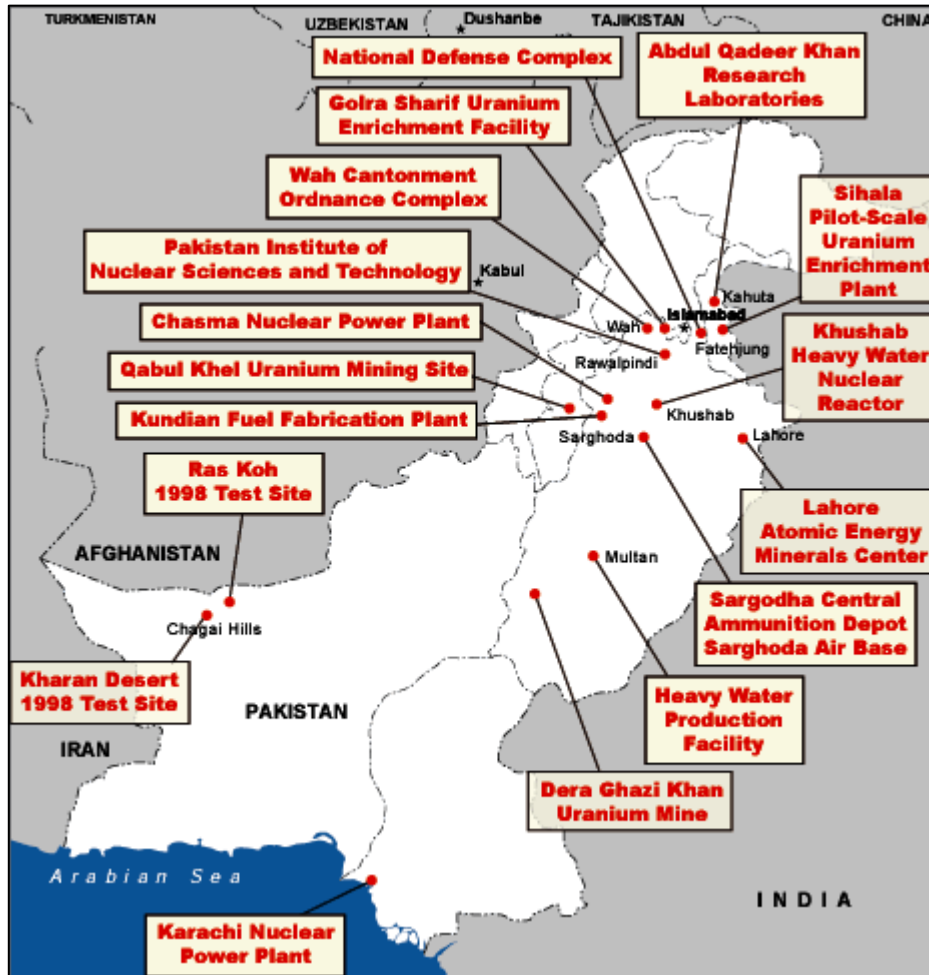 TURKMENISTAN
UZBEKISTAN
Dushanbe
TAJIKISTAN
CHINA
National Defense Complex
Abdul Qadeer Khan
Research
Laboratories
Golra Sharif Uranium
Enrichment Facility
Wah Cantonment
Ordnance Complex
Sihala
Pilot-Scale
Uranium
Enrichment
Plant
Pakistan Institute of
Nuclear Sciences and Technology
Kabul
Kahuta
Islamabad
Chasma Nuclear Power Plant
Wah
Fatehjung
Rawalpindi
Khushab
Heavy Water
Nuclear
Reactor
Qabul Khel Uranium Mining Site
Kundian Fuel Fabrication Plant
Khushab
Sarghoda
Lahore
Ras Koh
1998 Test Site
Lahore
Atomic Energy
Minerals Center
AFGHANISTAN
Multan
Sargodha Central
Ammunition Depot
Sarghoda Air Base
Chagai Hills
Kharan Desert
1998 Test Site
PAKISTAN
Heavy Water
Production
Facility
IRAN
Dera Ghazi Khan
Uranium Mine
Arabian Sea
INDIA
Karachi Nuclear
Power Plant